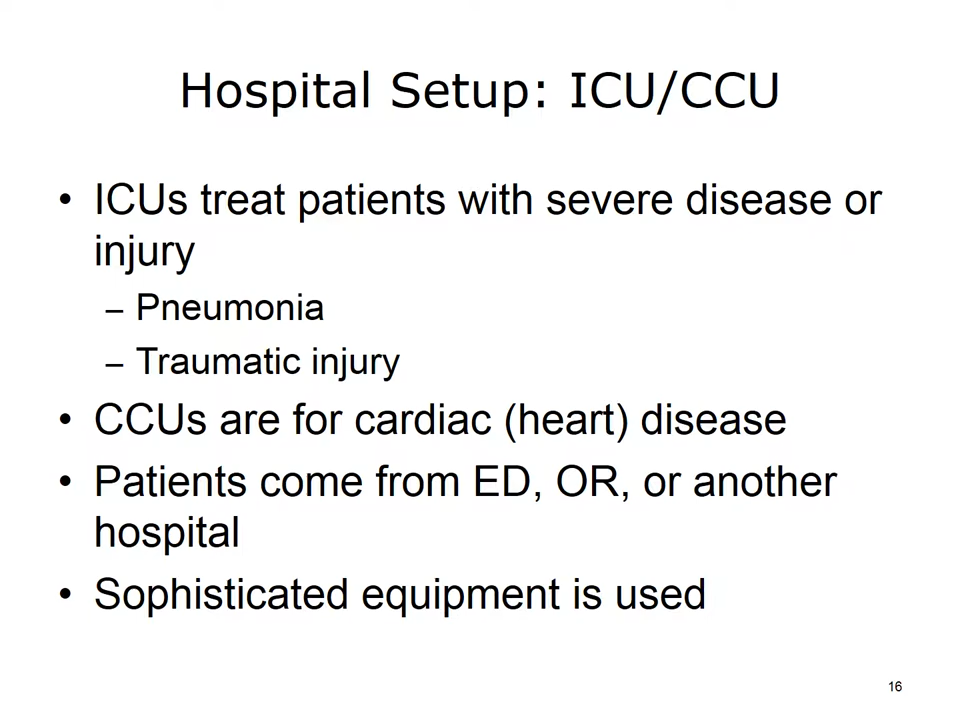 Hospital Setup: ICU/CCU
• ICUs treat patients with severe disease or
injury
– Pneumonia
– Traumatic injury
• CCUs are for cardiac (heart) disease
• Patients come from ED, OR, or another
hospital
• Sophisticated equipment is used
16